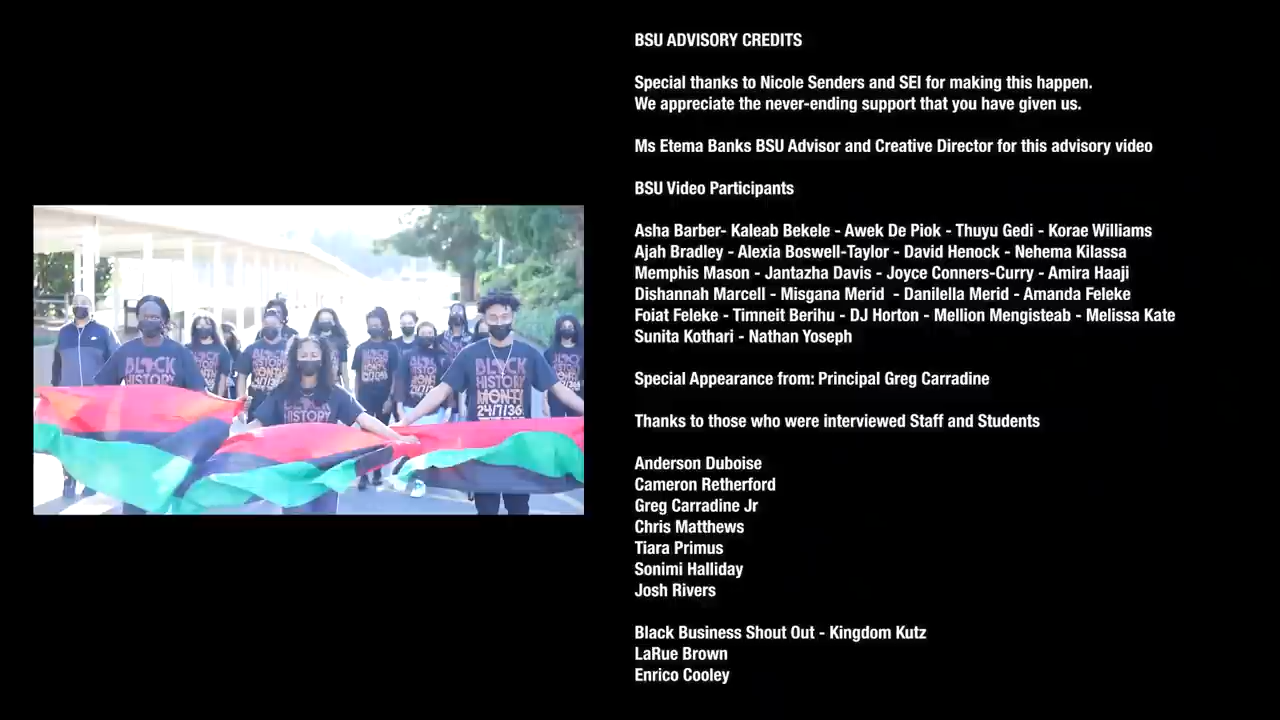 BSU ADVISORY CREDITS
Special thanks to Nicole Senders and SEI for making this happen.
We appreciate the never-ending support that you have given us.
Ms Etema Banks BSU Advisor and Creative Director for this advisory video
BSU Video Participants
Asha Barber- Kaleab Bekele - Awek De Piok - Thuyu Gedi - Korae Williams
Ajah Bradley - Alexia Boswell-Taylor - David Henock - Nehema Kilassa
Memphis Mason - Jantazha Davis - Joyce Conners-Curry - Amira Haaji
Dishannah Marcell - Misgana Merid  - Danilella Merid - Amanda Feleke
Foiat Feleke - Timneit Berihu - DJ Horton - Mellion Mengisteab - Melissa Kate
Sunita Kothari - Nathan Yoseph
Special Appearance from: Principal Greg Carradine
Thanks to those who were interviewed Staff and Students
Anderson Duboise
Cameron Retherford
Greg Carradine Jr
Chris Matthews
Tiara Primus
Sonimi Halliday
Josh Rivers
Black Business Shout Out - Kingdom Kutz
LaRue Brown
Enrico Cooley
BLACK
HISTORY
BLACK
HISTORY
BLACK
HISTORY
MONTH
24/7/365